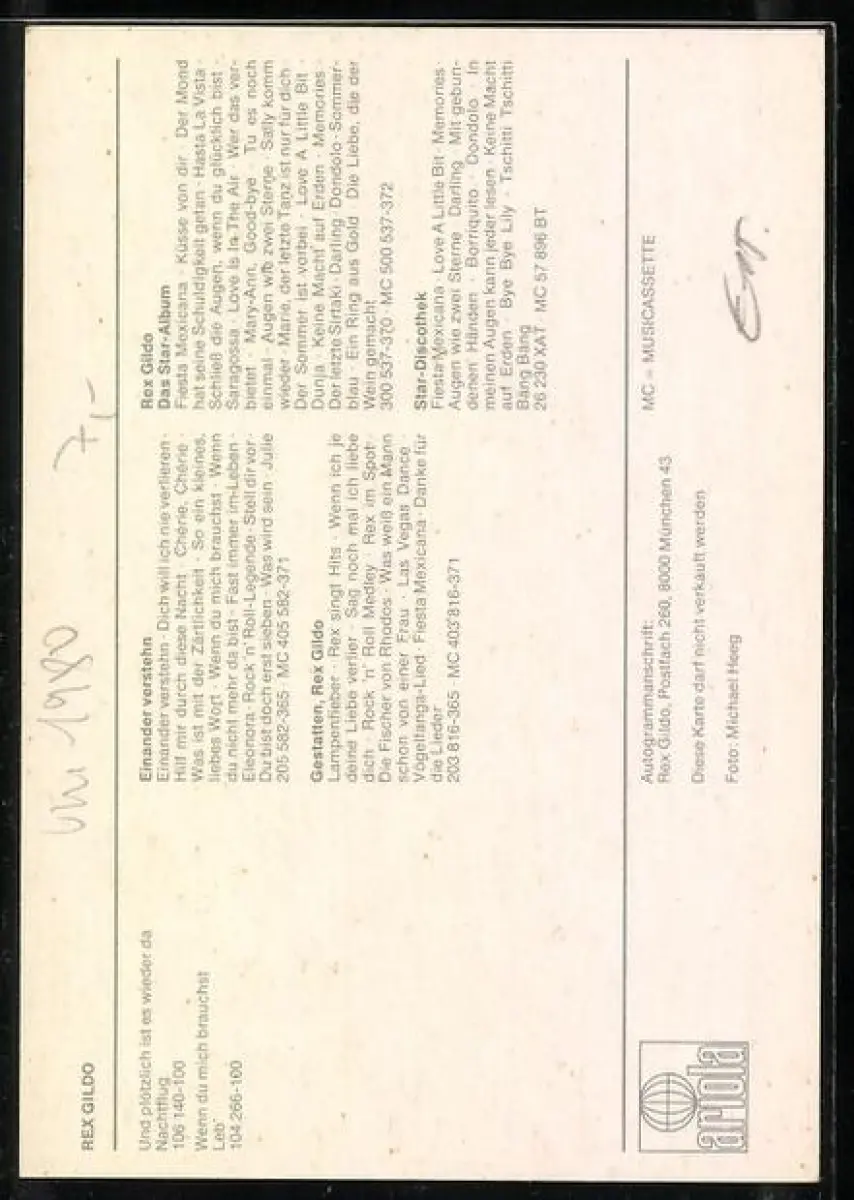 REX GILDO
VIII 1980
7,-
Und plötzlich ist es wieder da
Nachtflug
106 140-100
Wenn du mich brauchst
Leb'
104 266-100
Einander verstehn
Einander verstehn · Dich will ich nie verlieren ·
Hilf mir durch diese Nacht · Chérie, Chérie ·
Was ist mit der Zärtlichkeit · So ein kleines,
liebes Wort · Wenn du mich brauchst · Wenn
du nicht mehr da bist · Fast immer im Leben ·
Eleonora · Rock'n' Roll-Legende · Stell dir vor ·
Du bist doch erst sieben · Was wird sein · Julie
205 582-365 · MC 405 582-371
Gestatten, Rex Gildo
Lampenfieber · Rex singt Hits · Wenn ich je
deine Liebe verlier · Sag noch mal ich liebe
dich · Rock 'n' Roll Medley · Rex im Spot ·
Die Fischer von Rhodos · Was weiß ein Mann
schon von einer Frau · Las Vegas Dance ·
Vogelfänga-Lied · Fiesta Mexicana · Danke für
die Lieder
203 816-365 · MC 403 816-371
Rex Gildo
Das Star-Album
Fiesta Mexicana · Küsse von dir · Der Mond
hat seine Schuldigkeit getan · Hasta La Vista ·
Schließ die Augen, wenn du glücklich bist ·
Saragossa · Love Is In The Air · Wer das ver-
bietet · Mary-Ann, Good-bye · Tu es noch
einmal · Augen wie zwei Sterne · Sally komm
wieder · Marie, der letzte Tanz ist nur für dich ·
Der Sommer ist vorbei · Love A Little Bit ·
Dunja · Keine Macht auf Erden · Memories ·
Der letzte Sirtaki · Darling · Dondolo · Sommer-
blau · Ein Ring aus Gold · Die Liebe, die der
Wein gemacht
300 537-370 · MC 500 537-372
Star-Discothek
Fiesta Mexicana · Love A Little Bit · Memories ·
Augen wie zwei Sterne · Darling · Mit gebun-
denen Händen · Borriquito · Dondolo · In
meinen Augen kann jeder lesen · Keine Macht
auf Erden · Bye Bye Lily · Tschitti Tschitti
Bäng Bäng
26 230 XAT · MC 57 896 BT
ariola
Autogrammanschrift:
Rex Gildo, Postfach 260, 8000 München 43
Diese Karte darf nicht verkauft werden
Foto: Michael Heeg
MC = MUSICASSETTE